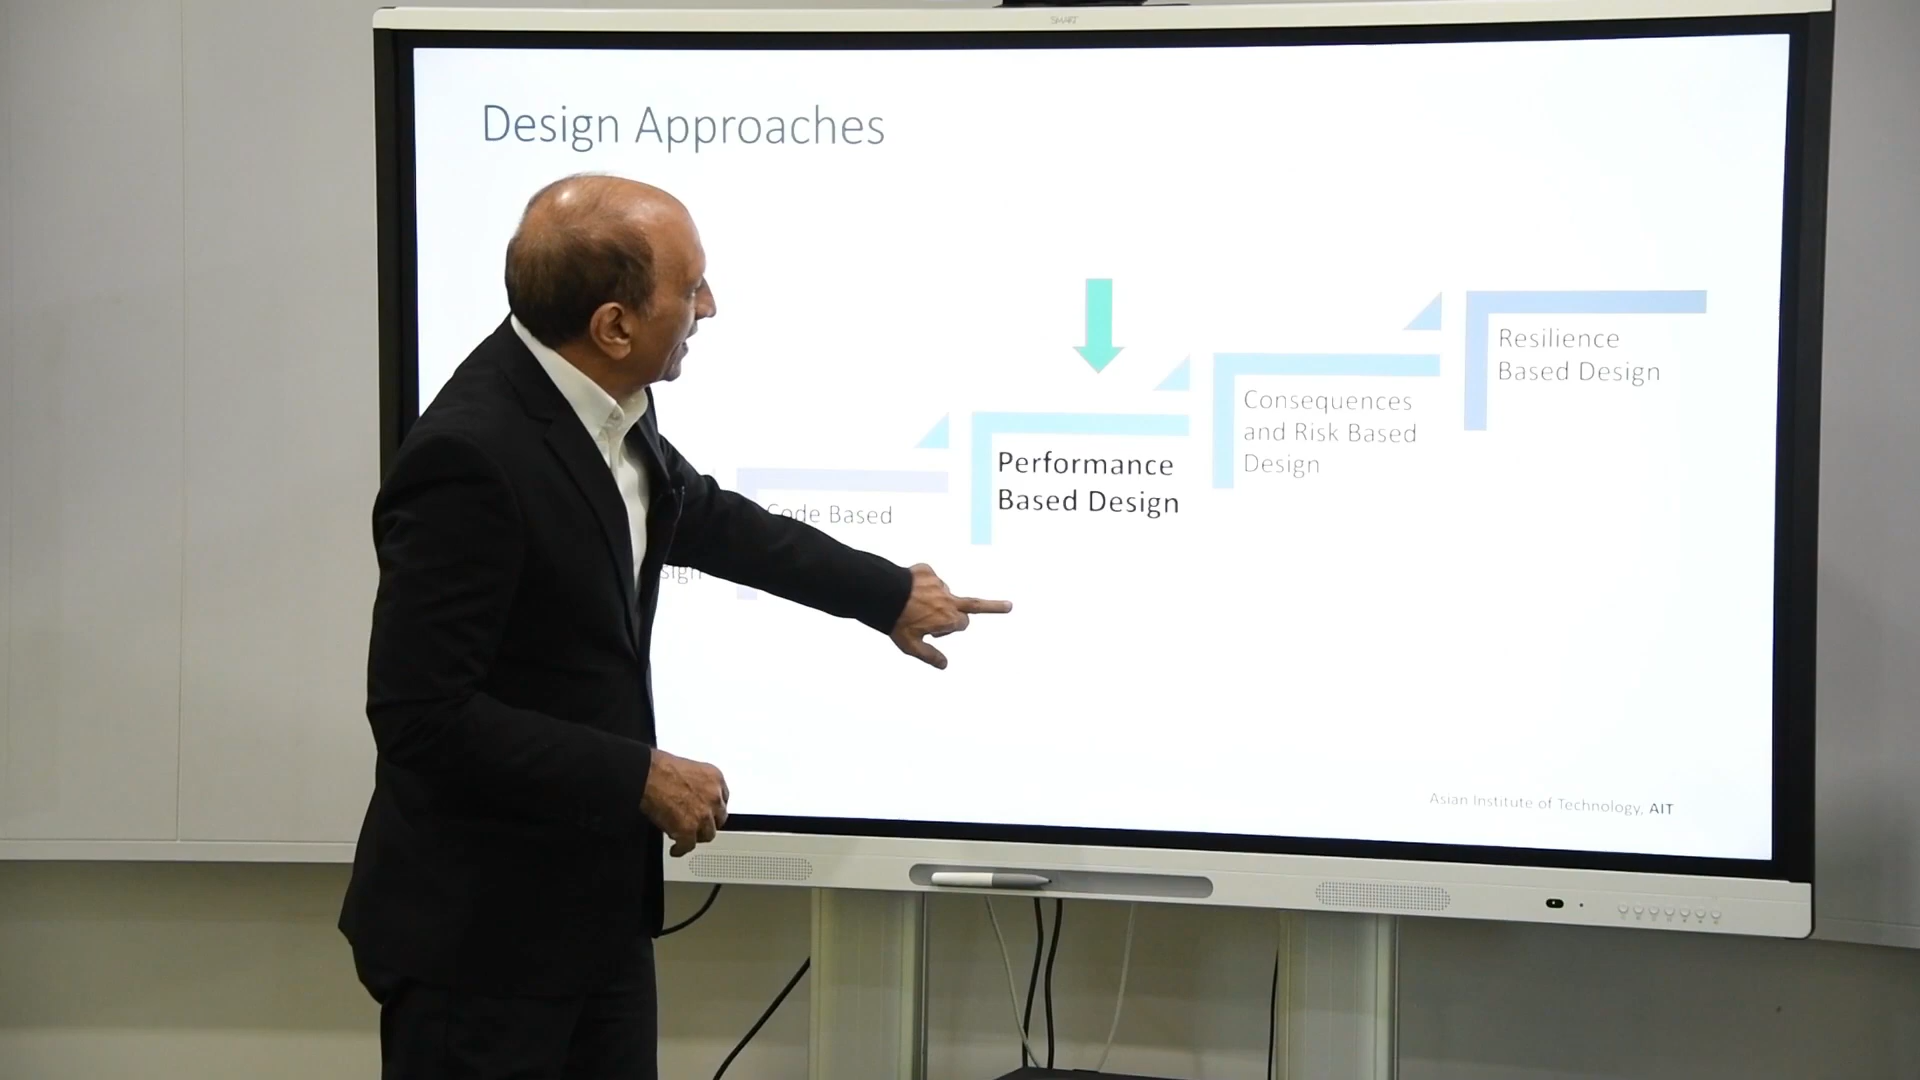 SMART
Design Approaches
Resilience
Based Design
Consequences
and Risk Based
Design
Performance
Based Design
Code Based
Asian Institute of Technology, AIT